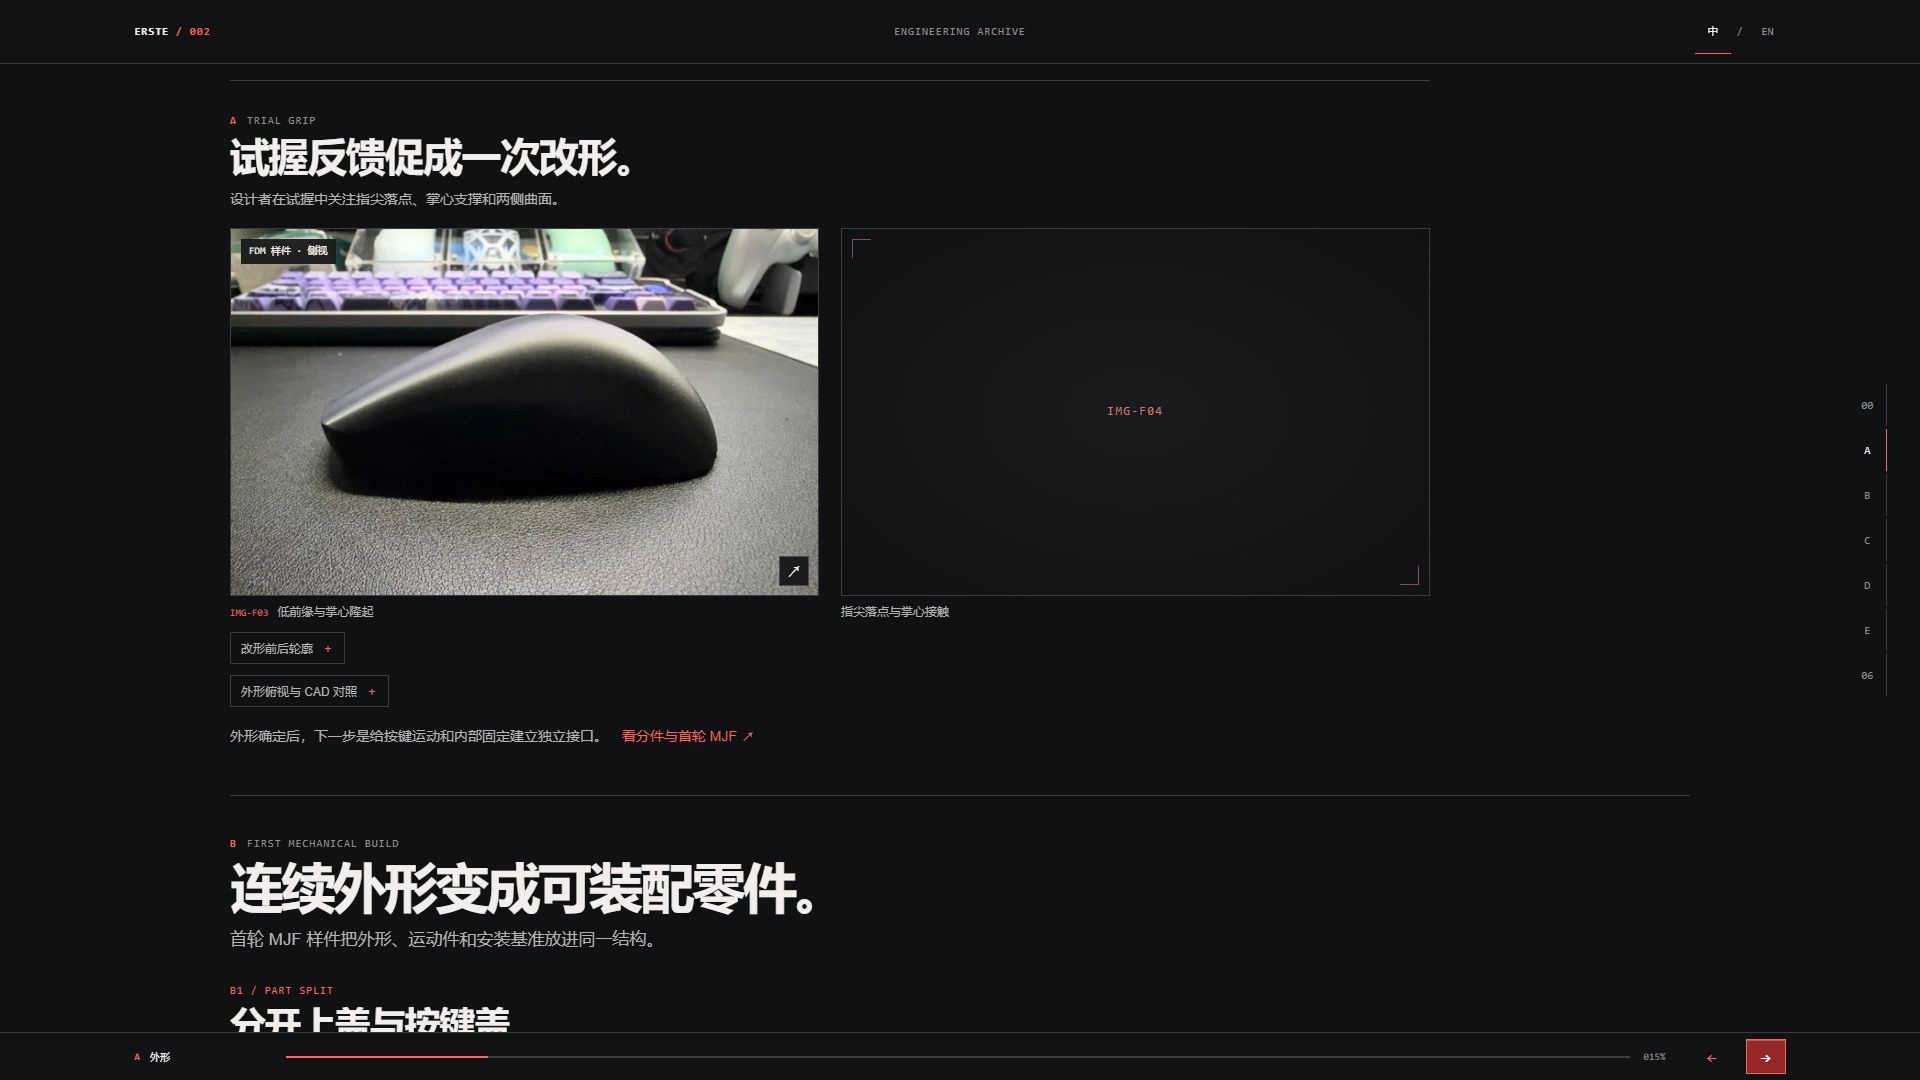 ERSTE / 002
ENGINEERING ARCHIVE
中 / EN
A TRIAL GRIP
试握反馈促成一次改形。
设计者在试握中关注指尖落点、掌心支撑和两侧曲面。
FDM 样件 · 侧视
IMG-F04
IMG-F03 低前缘与掌心隆起
指尖落点与掌心接触
改形前后轮廓 +
外形俯视与 CAD 对照 +
外形确定后，下一步是给按键运动和内部固定建立独立接口。 看分件与首轮 MJF ↗
00
A
B
C
D
E
06
B FIRST MECHANICAL BUILD
连续外形变成可装配零件。
首轮 MJF 样件把外形、运动件和安装基准放进同一结构。
B1 / PART SPLIT
分开上盖与按键盖
A 外形
015%
← →